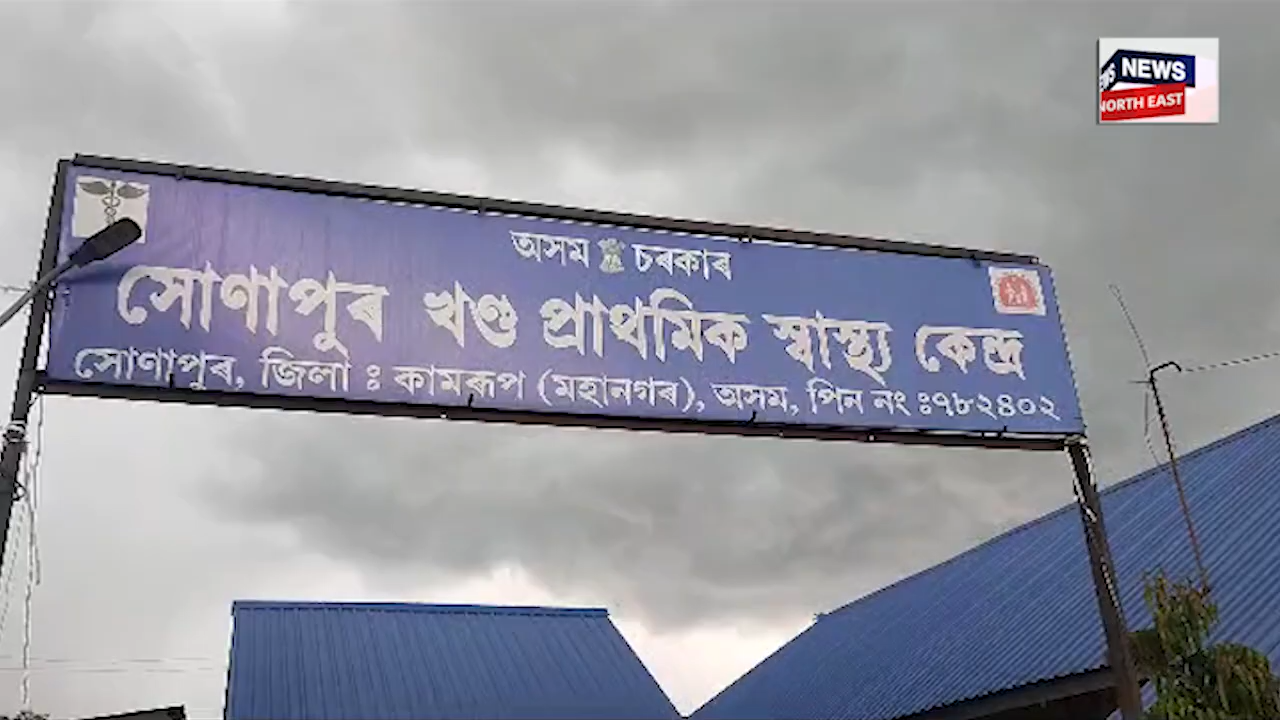 NEWS
NORTH EAST
অসম চৰকাৰ
সোণাপুৰ খণ্ড প্ৰাথমিক স্বাস্থ্য কেন্দ্ৰ
সোণাপুৰ, জিলা : কামৰূপ (মহানগৰ), অসম, পিন নং :৭৮২৪০২